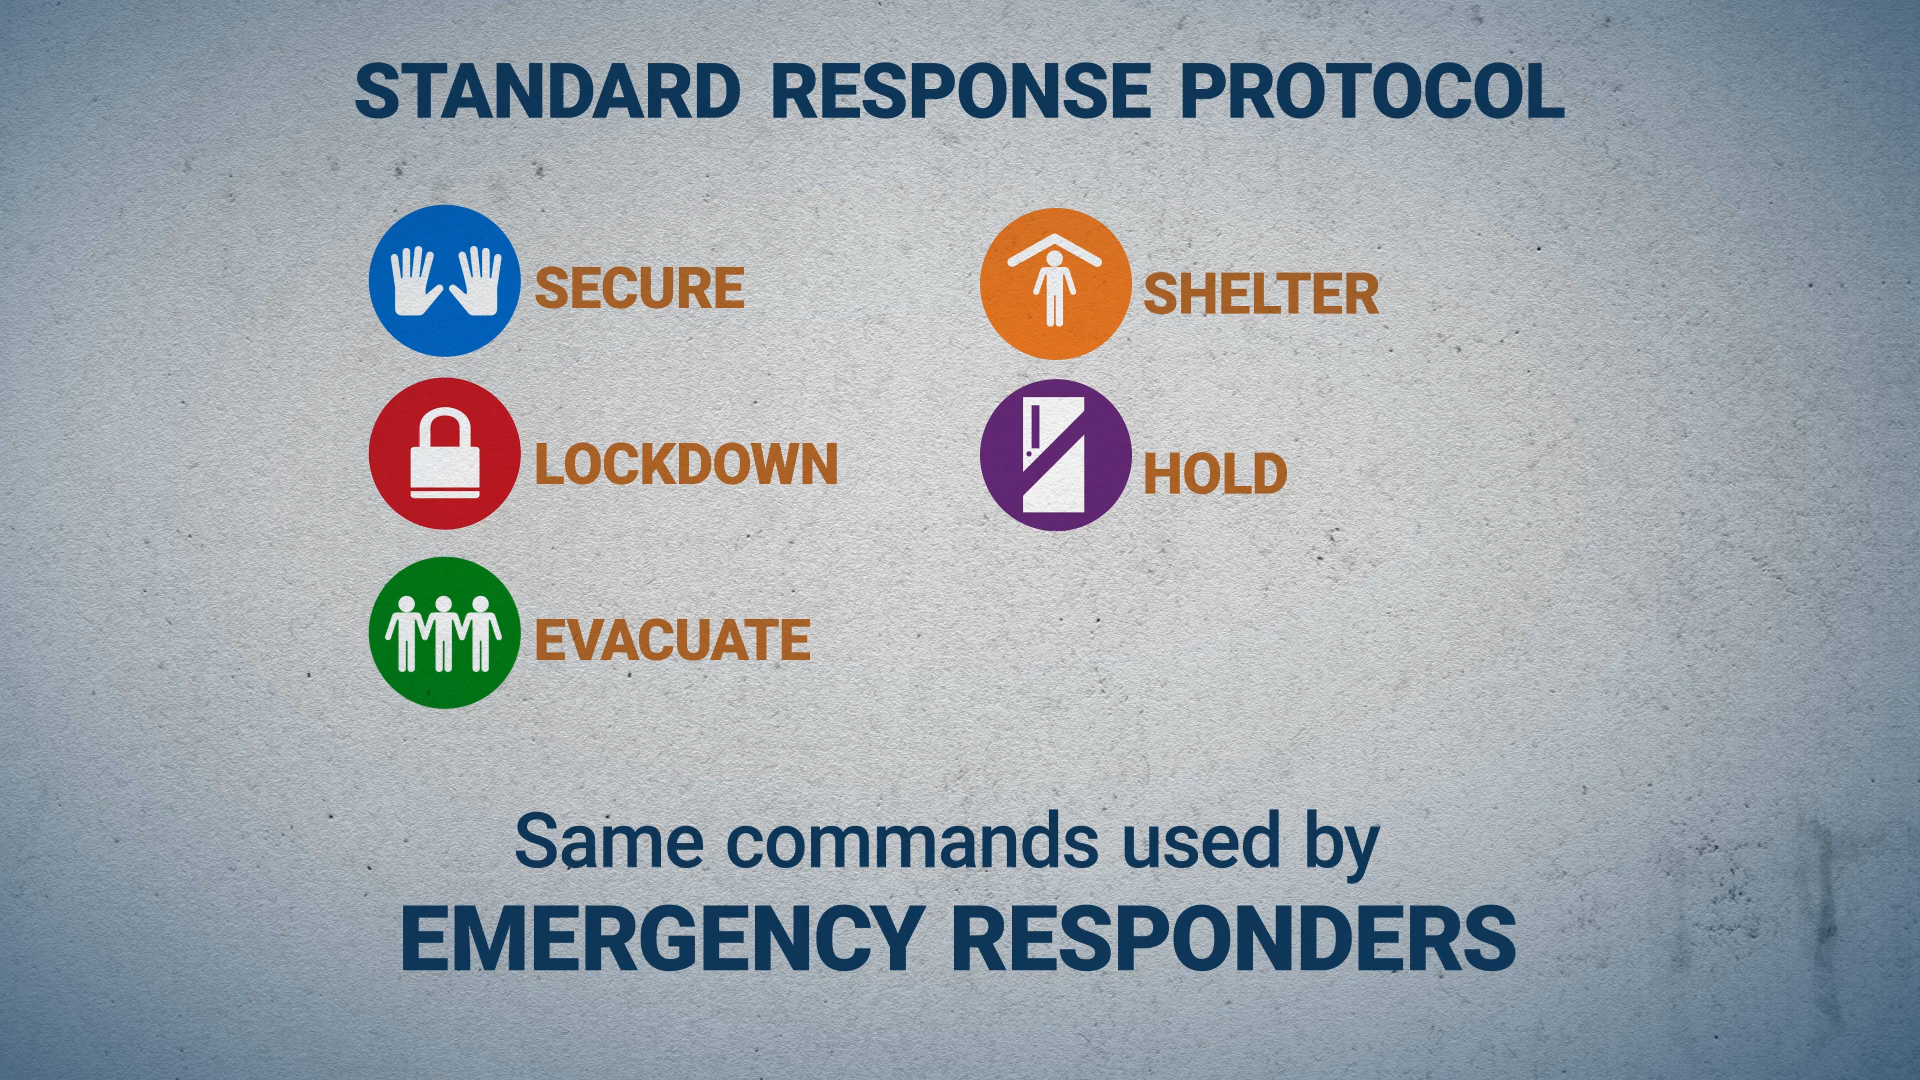 STANDARD RESPONSE PROTOCOL
SECURE
SHELTER
LOCKDOWN
HOLD
EVACUATE
Same commands used by
EMERGENCY RESPONDERS